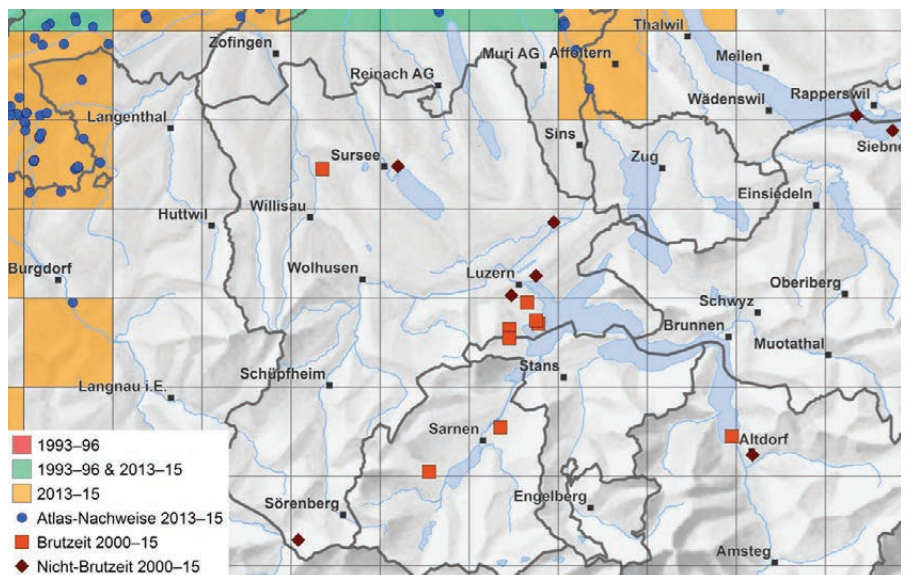 Thalwil
Zofingen
Muri AG
Affoltern
Meilen
Reinach AG
Rapperswil
Wädenswil
Langenthal
Sins
Siebne
Sursee
Zug
Einsiedeln
Huttwil
Willisau
Burgdorf
Wolhusen
Luzern
Oberiberg
Schwyz
Brunnen
Muotathal
Stans
Langnau i.E.
Schüpfheim
Sarnen
Altdorf
Sörenberg
Engelberg
Amsteg
1993–96
1993–96 & 2013–15
2013–15
Atlas-Nachweise 2013–15
Brutzeit 2000–15
Nicht-Brutzeit 2000–15